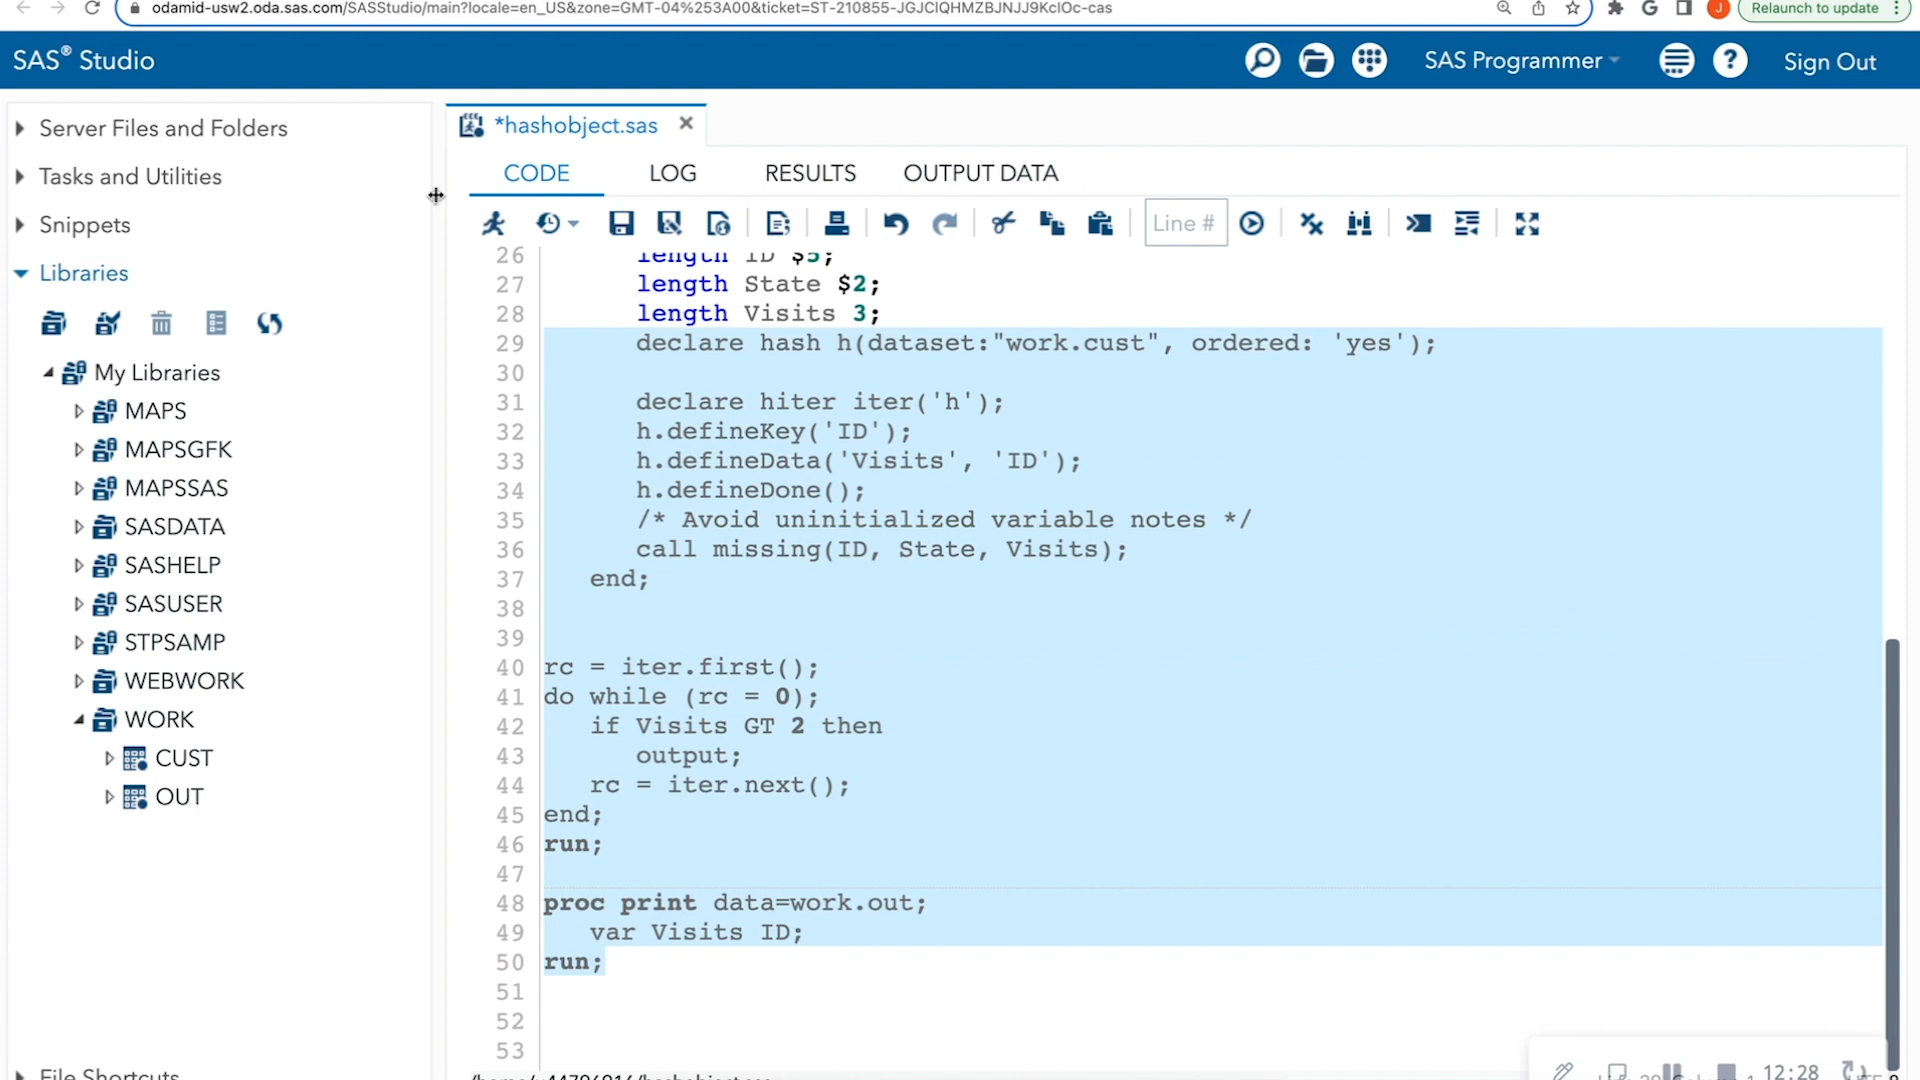 odamid-usw2.oda.sas.com/SASStudio/main?locale=en_US&zone=GMT-04%253A00&ticket=ST-210855-JGJCIQHMZBJNJJ9KcIOc-cas
G
J
Relaunch to update
SAS® Studio
SAS Programmer
?
Sign Out
Server Files and Folders
Tasks and Utilities
Snippets
Libraries
My Libraries
MAPS
MAPSGFK
MAPSSAS
SASDATA
SASHELP
SASUSER
STPSAMP
WEBWORK
WORK
CUST
OUT
File Shortcuts
*hashobject.sas
CODE LOG RESULTS OUTPUT DATA
Line #
26 length ID $5;
27 length State $2;
28 length Visits 3;
29 declare hash h(dataset:"work.cust", ordered: 'yes');
30
31 declare hiter iter('h');
32 h.defineKey('ID');
33 h.defineData('Visits', 'ID');
34 h.defineDone();
35 /* Avoid uninitialized variable notes */
36 call missing(ID, State, Visits);
37 end;
38
39
40 rc = iter.first();
41 do while (rc = 0);
42 if Visits GT 2 then
43 output;
44 rc = iter.next();
45 end;
46 run;
47
48 proc print data=work.out;
49 var Visits ID;
50 run;
51
52
53
12:28